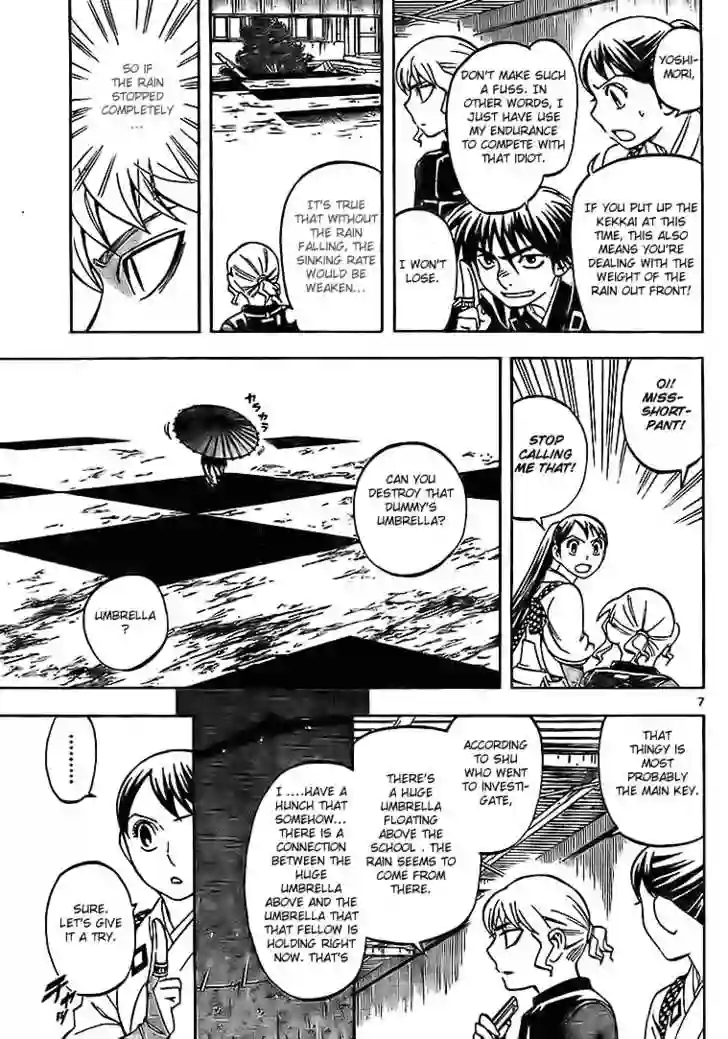 YOSHI-
MORI,
IF YOU PUT UP THE
KEKKAI AT THIS
TIME, THIS ALSO
MEANS YOU'RE
DEALING WITH THE
WEIGHT OF THE
RAIN OUT FRONT!
DON'T MAKE SUCH
A FUSS. IN
OTHER WORDS, I
JUST HAVE USE
MY ENDURANCE
TO COMPETE WITH
THAT IDIOT.
I WON'T
LOSE.
IT'S TRUE
THAT WITHOUT
THE RAIN
FALLING, THE
SINKING RATE
WOULD BE
WEAKEN...
SO IF
THE RAIN
STOPPED
COMPLETELY
...
OI!
MISS-
SHORT-
PANT!
STOP
CALLING
ME THAT!
CAN YOU
DESTROY THAT
DUMMY'S
UMBRELLA?
カラカラ
UMBRELLA
?
7
THAT
THINGY IS
MOST
PROBABLY
THE MAIN KEY.
ACCORDING
TO SHU
WHO WENT
TO
INVESTI-
GATE,
THERE'S
A HUGE
UMBRELLA
FLOATING
ABOVE THE
SCHOOL . THE
RAIN SEEMS TO
COME FROM
THERE.
I ....HAVE A
HUNCH THAT
SOMEHOW...
THERE IS A
CONNECTION
BETWEEN THE
HUGE
UMBRELLA
ABOVE AND THE
UMBRELLA THAT
THAT FELLOW IS
HOLDING RIGHT
NOW. THAT'S
........
SURE.
LET'S GIVE
IT A TRY.